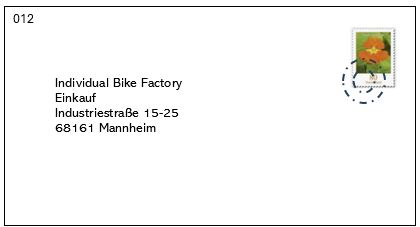 012
Individual Bike Factory
Einkauf
Industriestraße 15-25
68161 Mannheim